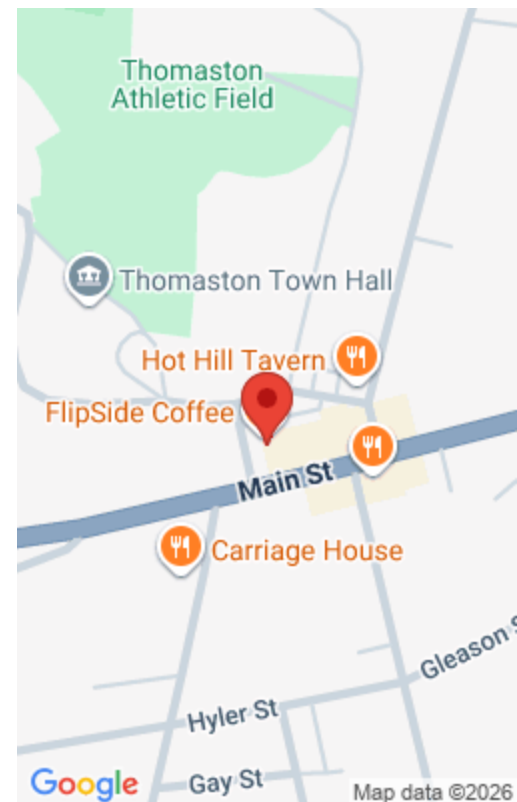 Thomaston
Athletic Field
Thomaston Town Hall
Hot Hill Tavern
FlipSide Coffee
Main St
Carriage House
Gleason S
Hyler St
Gay St
Google
Map data ©2026